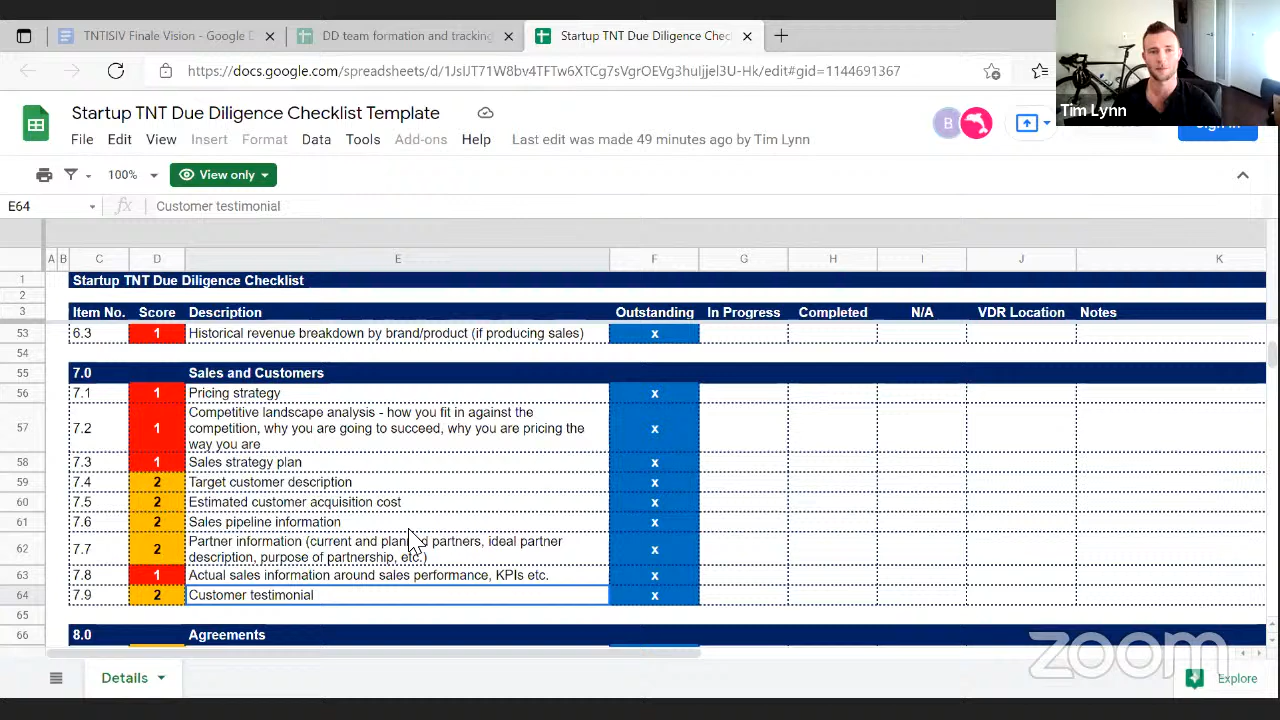 TNTISIV Finale Vision - Google D
DD team formation and tracking
Startup TNT Due Diligence Chec
https://docs.google.com/spreadsheets/d/
/edit#gid=1144691367
Tim Lynn
Startup TNT Due Diligence Checklist Template
B
File Edit View Insert Format Data Tools Add-ons Help Last edit was made 49 minutes ago by Tim Lynn
100% View only
E64 fx Customer testimonial
A B C D E F G H I J K
1 Startup TNT Due Diligence Checklist
2
3 Item No. Score Description Outstanding In Progress Completed N/A VDR Location Notes
53 6.3 1 Historical revenue breakdown by brand/product (if producing sales) x
54
55 7.0 Sales and Customers
56 7.1 1 Pricing strategy x
57 7.2 1 Competitive landscape analysis - how you fit in against the
competition, why you are going to succeed, why you are pricing the
way you are x
58 7.3 1 Sales strategy plan x
59 7.4 2 Target customer description x
60 7.5 2 Estimated customer acquisition cost x
61 7.6 2 Sales pipeline information x
62 7.7 2 Partner information (current and planned partners, ideal partner
description, purpose of partnership, etc.) x
63 7.8 1 Actual sales information around sales performance, KPIs etc. x
64 7.9 2 Customer testimonial x
65
66 8.0 Agreements
zoom
Details
Explore